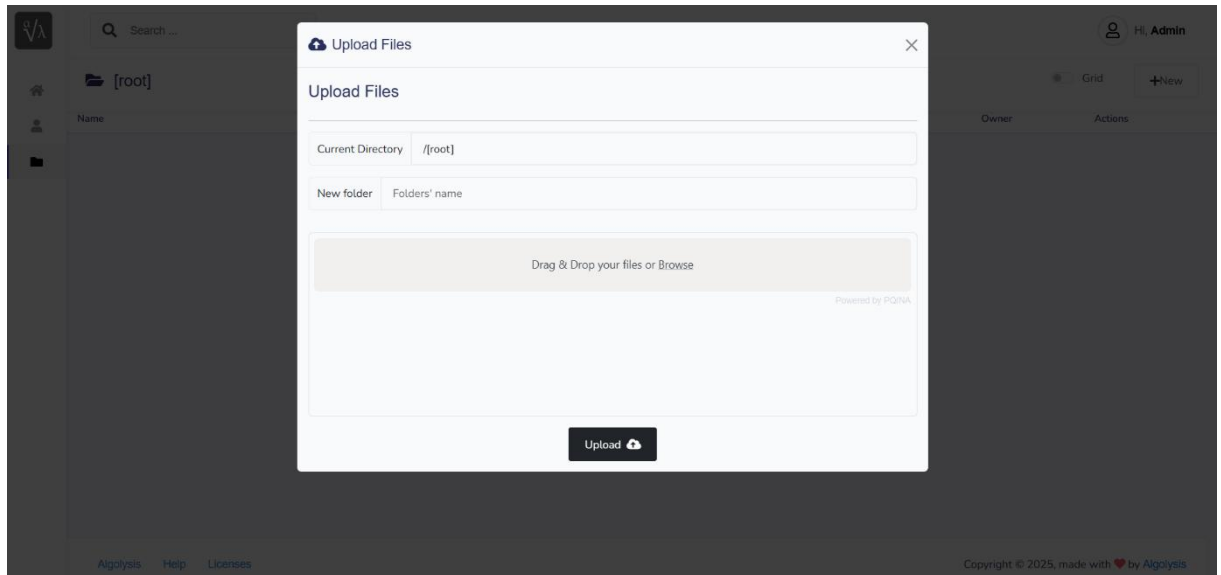 Search ...
Hi, Admin
[root]
Grid
+New
Name
Owner
Actions
Upload Files
Upload Files
Current Directory
/[root]
New folder
Folders' name
Drag & Drop your files or Browse
Powered by PQINA
Upload
Algolysis Help Licenses
Copyright © 2025, made with ❤ by Algolysis